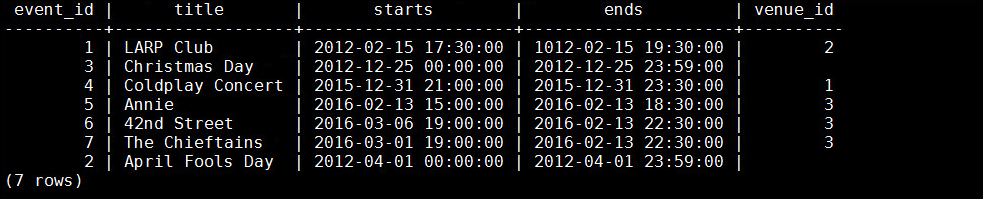 event_id |      title       |       starts        |        ends         | venue_id
----------+------------------+---------------------+---------------------+----------
        1 | LARP Club        | 2012-02-15 17:30:00 | 1012-02-15 19:30:00 |        2
        3 | Christmas Day    | 2012-12-25 00:00:00 | 2012-12-25 23:59:00 |
        4 | Coldplay Concert | 2015-12-31 21:00:00 | 2015-12-31 23:30:00 |        1
        5 | Annie            | 2016-02-13 15:00:00 | 2016-02-13 18:30:00 |        3
        6 | 42nd Street      | 2016-03-06 19:00:00 | 2016-02-13 22:30:00 |        3
        7 | The Chieftains   | 2016-03-01 19:00:00 | 2016-02-13 22:30:00 |        3
        2 | April Fools Day  | 2012-04-01 00:00:00 | 2012-04-01 23:59:00 |
(7 rows)